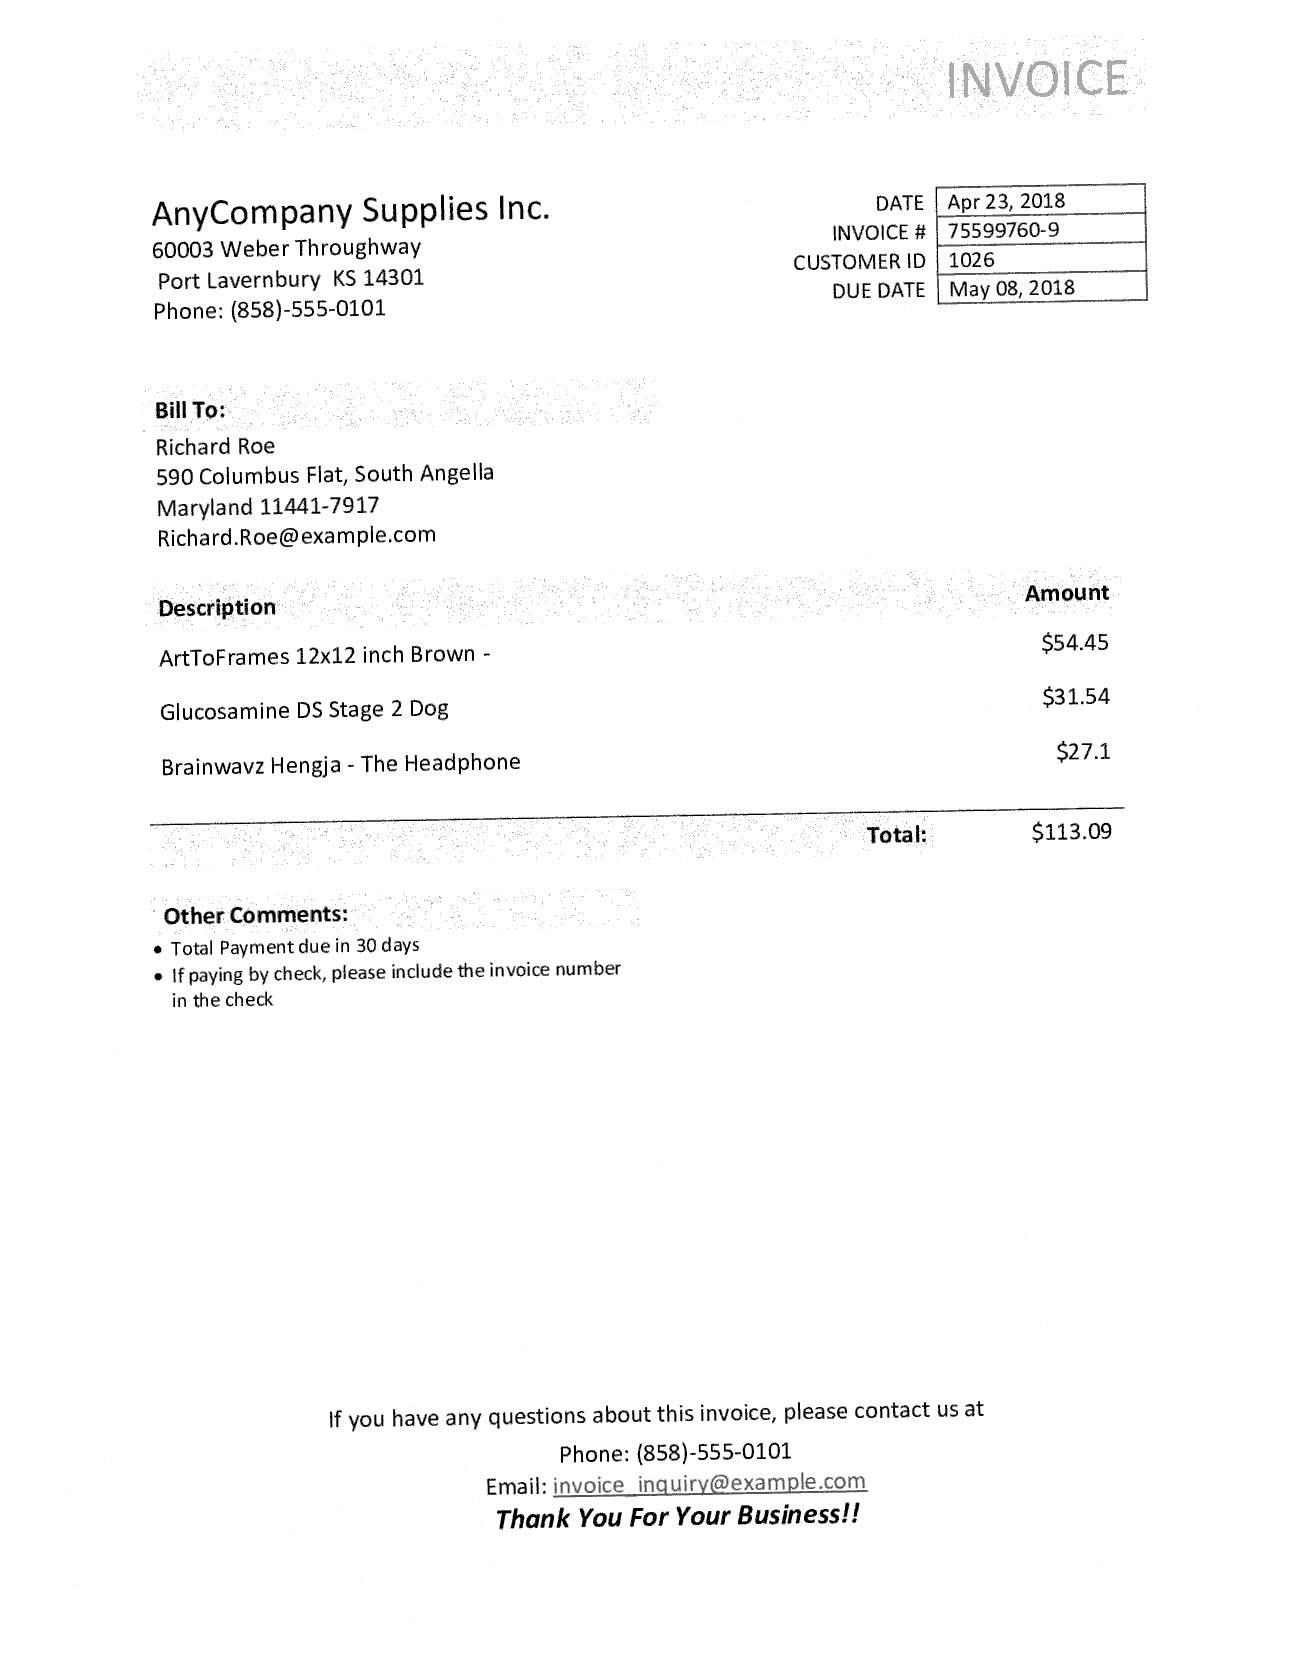 INVOICE
AnyCompany Supplies Inc.
60003 Weber Throughway
Port Lavernbury KS 14301
Phone: (858)-555-0101
DATE Apr 23, 2018
INVOICE # 75599760-9
CUSTOMER ID 1026
DUE DATE May 08, 2018
Bill To:
Richard Roe
590 Columbus Flat, South Angella
Maryland 11441-7917
Richard.Roe@example.com
Description Amount
ArtToFrames 12x12 inch Brown - $54.45
Glucosamine DS Stage 2 Dog $31.54
Brainwavz Hengja - The Headphone $27.1
Total: $113.09
Other Comments:
• Total Payment due in 30 days
• If paying by check, please include the invoice number
in the check
If you have any questions about this invoice, please contact us at
Phone: (858)-555-0101
Email: invoice_inquiry@example.com
Thank You For Your Business!!